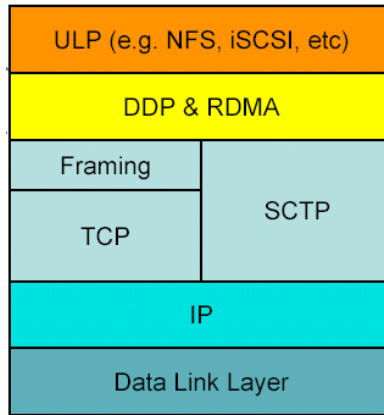 ULP (e.g. NFS, iSCSI, etc)
DDP & RDMA
Framing
TCP
SCTP
IP
Data Link Layer